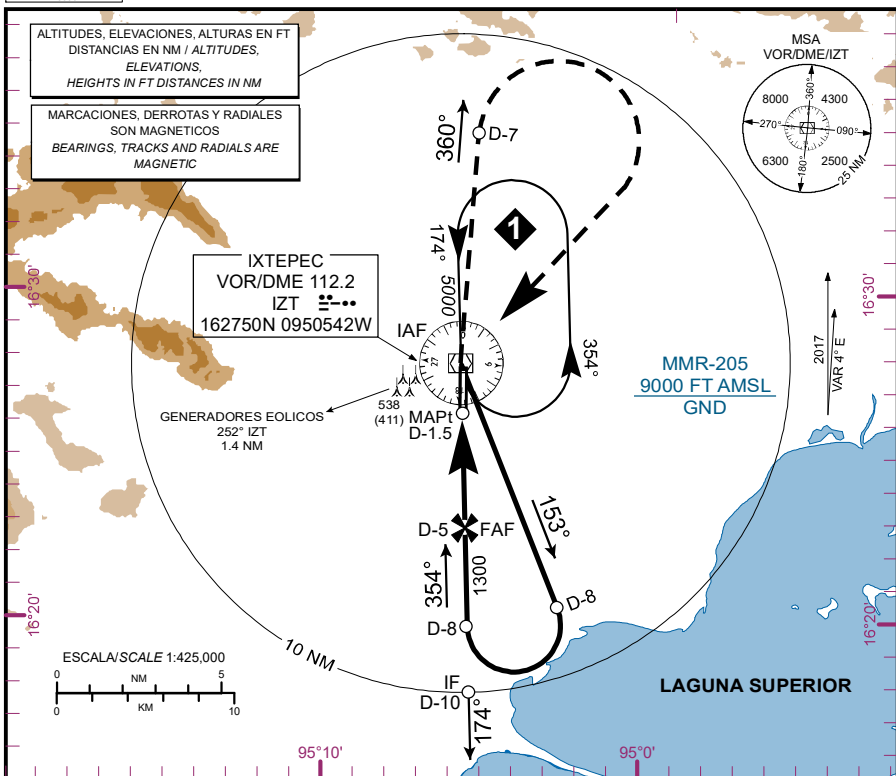 ALTITUDES, ELEVACIONES, ALTURAS EN FT
DISTANCIAS EN NM / ALTITUDES,
ELEVATIONS,
HEIGHTS IN FT DISTANCES IN NM
MARCACIONES, DERROTAS Y RADIALES
SON MAGNETICOS
BEARINGS, TRACKS AND RADIALS ARE
MAGNETIC
MSA
VOR/DME/IZT
8000
4300
6300
2500
360°
090°
180°
270°
25 NM
360°
D-7
1
174°
5000
354°
IXTEPEC
VOR/DME 112.2
IZT
162750N 0950542W
IAF
0
9
18
27
538
(411)
GENERADORES EOLICOS
252° IZT
1.4 NM
MAPt
D-1.5
MMR-205
9000 FT AMSL
GND
2017
VAR 4° E
D-5
FAF
153°
354°
1300
D-8
D-8
10 NM
IF
D-10
174°
LAGUNA SUPERIOR
ESCALA/SCALE 1:425,000
0
NM
5
0
KM
10
16°30'
16°30'
16°20'
16°20'
95°10'
95°0'